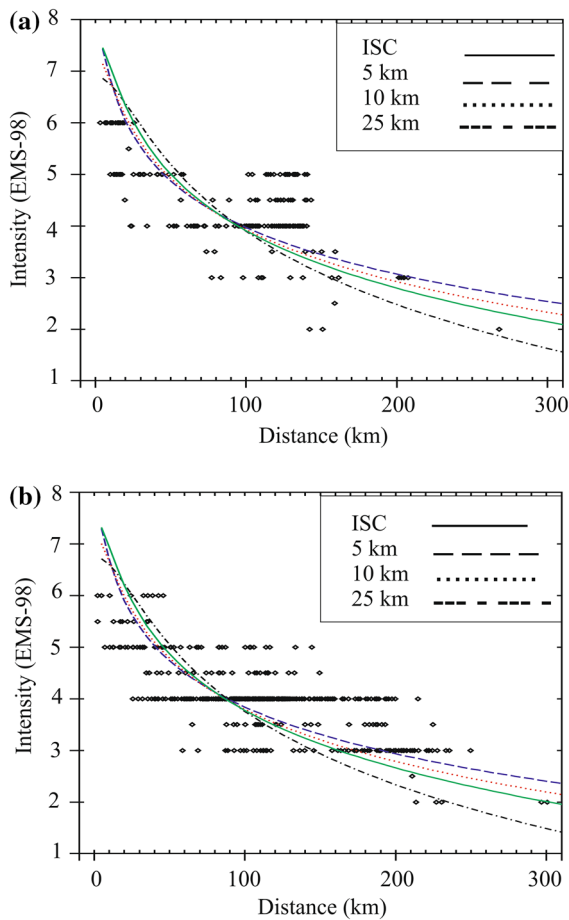 (a)
8
7
6
5
4
3
2
1
Intensity (EMS-98)
ISC
5 km
10 km
25 km
0 100 200 300
Distance (km)
(b)
8
7
6
5
4
3
2
1
Intensity (EMS-98)
ISC
5 km
10 km
25 km
0 100 200 300
Distance (km)